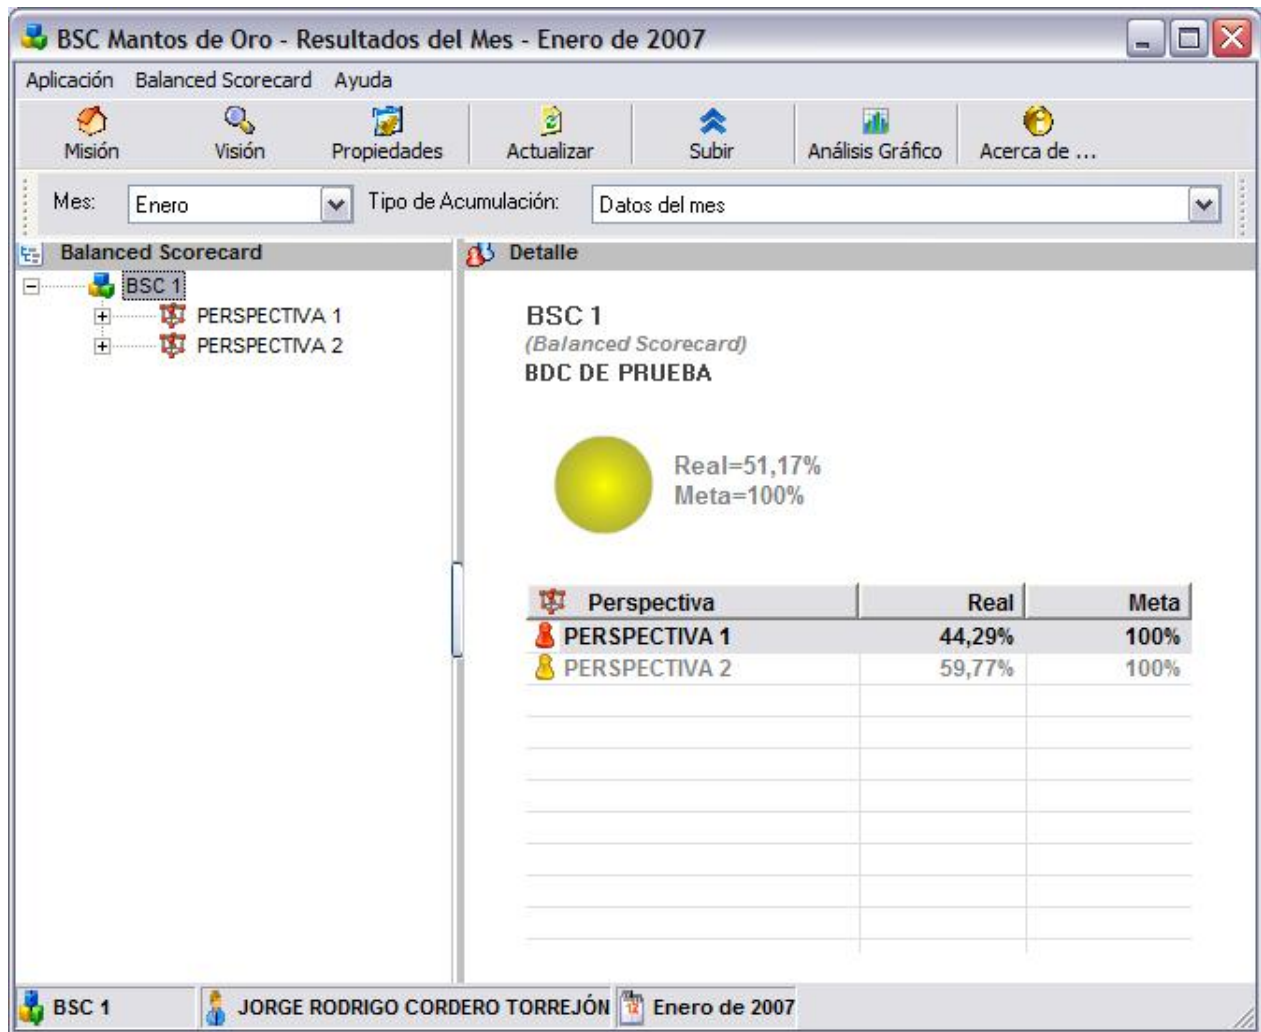 BSC Mantos de Oro - Resultados del Mes - Enero de 2007
Aplicación Balanced Scorecard Ayuda
Misión Visión Propiedades Actualizar Subir Análisis Gráfico Acerca de ...
Mes: Enero Tipo de Acumulación: Datos del mes
Balanced Scorecard
BSC 1
PERSPECTIVA 1
PERSPECTIVA 2
Detalle
BSC 1
(Balanced Scorecard)
BDC DE PRUEBA
Real=51,17%
Meta=100%
Perspectiva Real Meta
PERSPECTIVA 1 44,29% 100%
PERSPECTIVA 2 59,77% 100%
BSC 1 JORGE RODRIGO CORDERO TORREJÓN 12 Enero de 2007